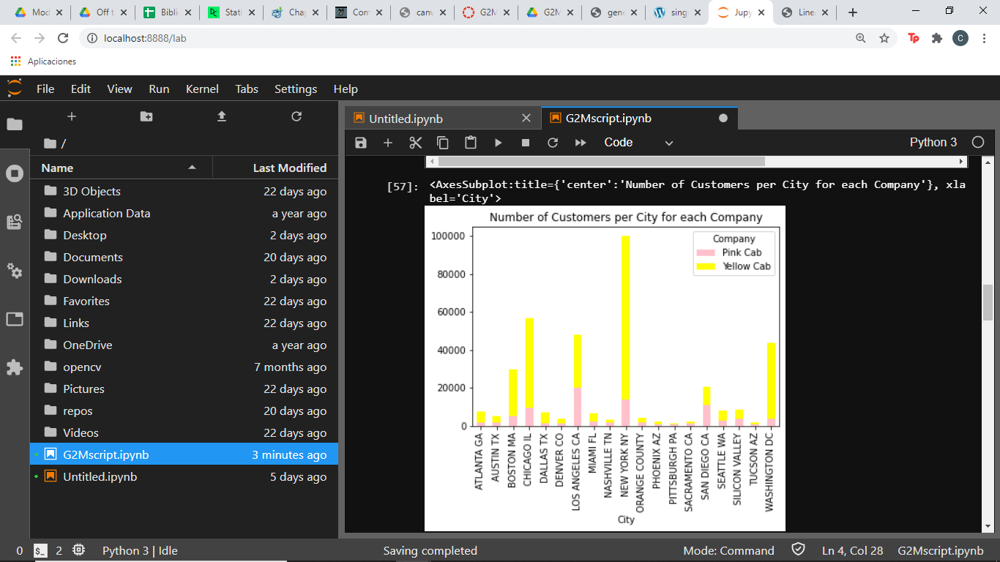 Mod
Off t
Bibli
Stati
Cha
Com
canv
G2M
G2M
gene
sing
Jupy
Line
localhost:8888/lab
Tp
C
Aplicaciones
File Edit View Run Kernel Tabs Settings Help
Untitled.ipynb
G2Mscript.ipynb
/
Code
Python 3
Name Last Modified
3D Objects 22 days ago
Application Data a year ago
Desktop 2 days ago
Documents 20 days ago
Downloads 2 days ago
Favorites 22 days ago
Links 22 days ago
OneDrive a year ago
opencv 7 months ago
Pictures 22 days ago
repos 20 days ago
Videos 22 days ago
G2Mscript.ipynb 3 minutes ago
Untitled.ipynb 5 days ago
[57]: <AxesSubplot:title={'center':'Number of Customers per City for each Company'}, xla
bel='City'>
Number of Customers per City for each Company
Company
Pink Cab
Yellow Cab
100000
80000
60000
40000
20000
0
ATLANTA GA
AUSTIN TX
BOSTON MA
CHICAGO IL
DALLAS TX
DENVER CO
LOS ANGELES CA
MIAMI FL
NASHVILLE TN
NEW YORK NY
ORANGE COUNTY
PHOENIX AZ
PITTSBURGH PA
SACRAMENTO CA
SAN DIEGO CA
SEATTLE WA
SILICON VALLEY
TUCSON AZ
WASHINGTON DC
City
0 $_ 2 Python 3 | Idle Saving completed Mode: Command Ln 4, Col 28 G2Mscript.ipynb